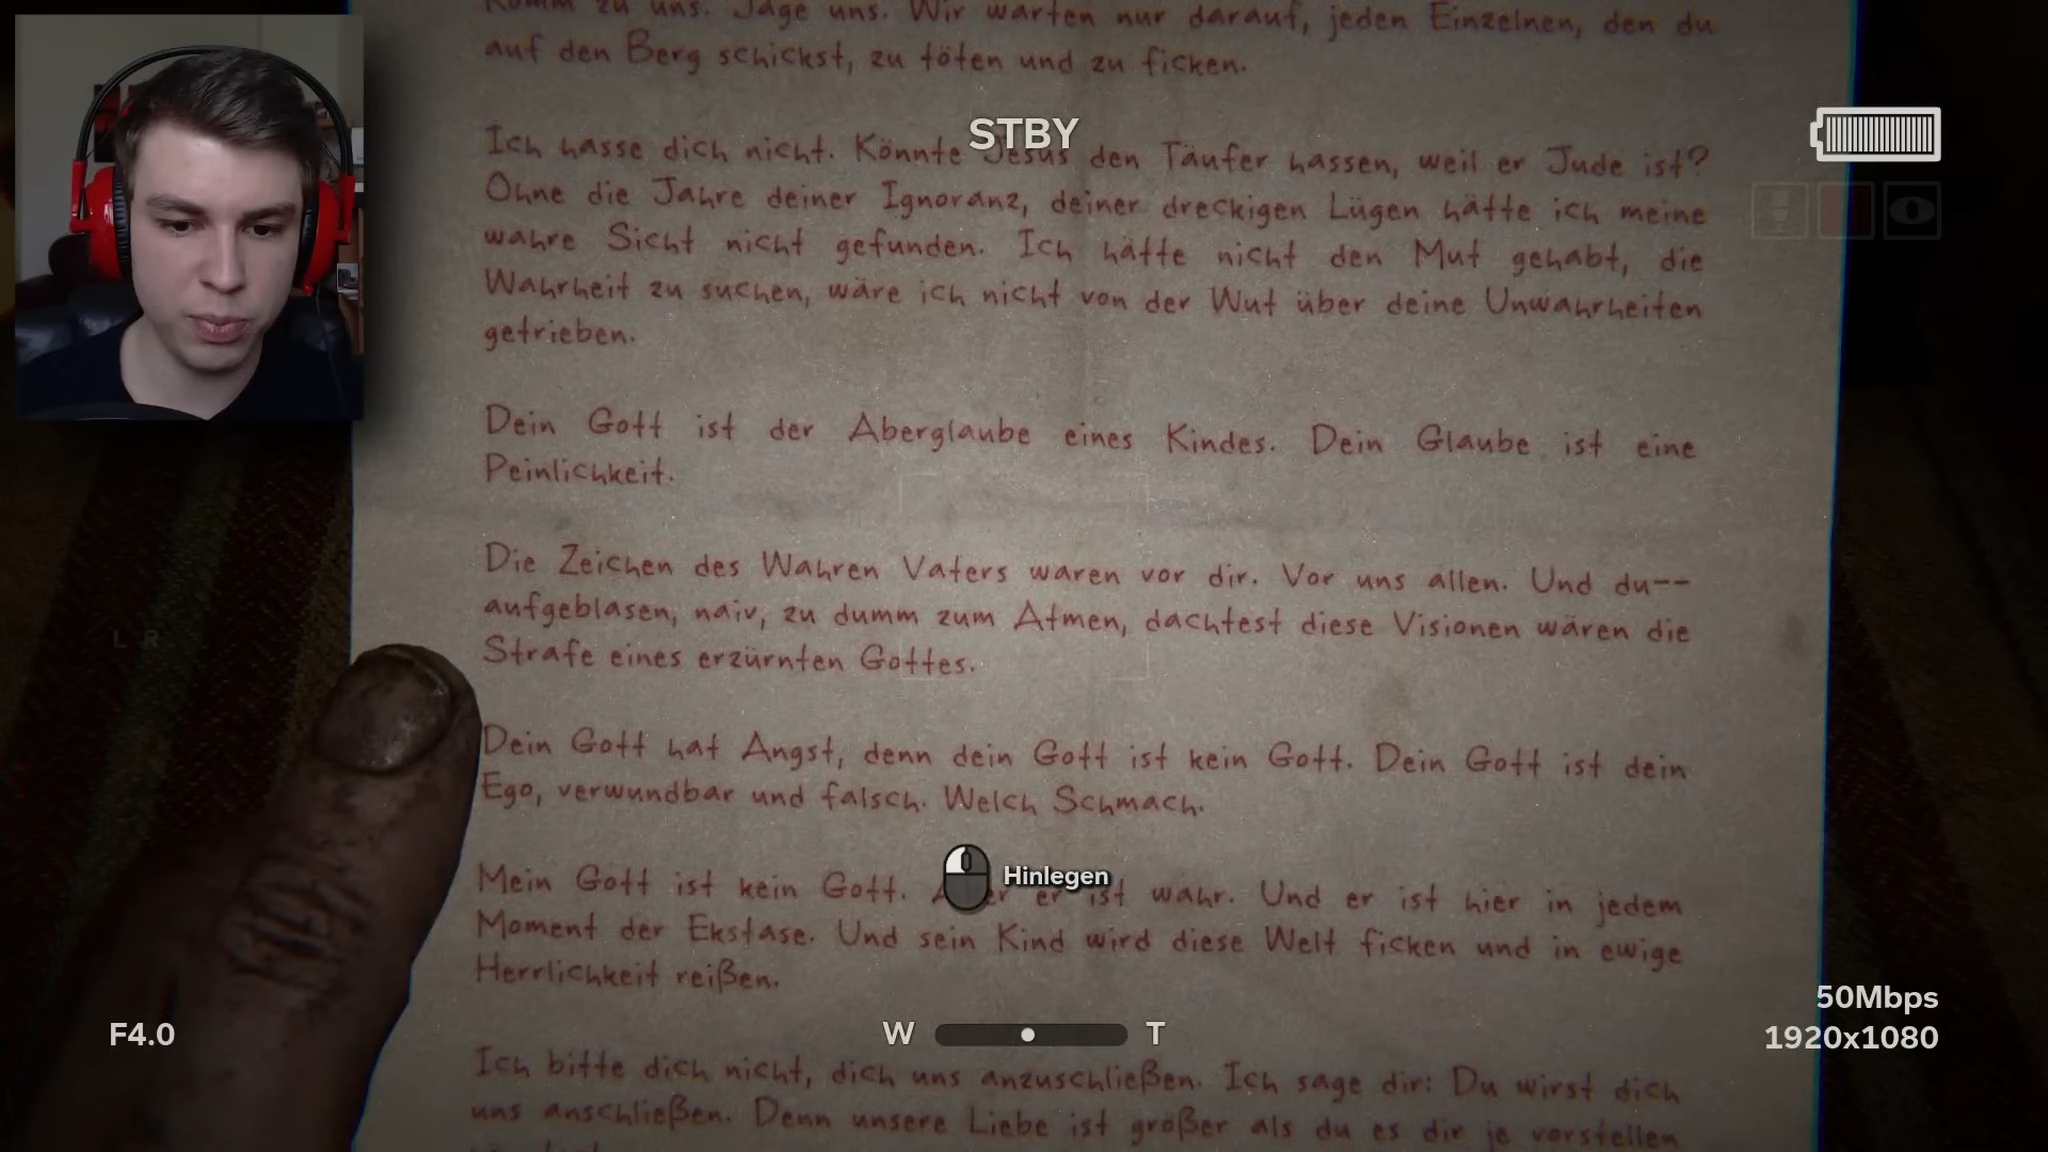 Komm zu uns. Jage uns. Wir warten nur darauf, jeden Einzelnen, den du
auf den Berg schickst, zu töten und zu ficken.
STBY
Ich hasse dich nicht. Könnte Jesus den Täufer hassen, weil er Jude ist?
Ohne die Jahre deiner Ignoranz, deiner dreckigen Lügen hätte ich meine
wahre Sicht nicht gefunden. Ich hätte nicht den Mut gehabt, die
Wahrheit zu suchen, wäre ich nicht von der Wut über deine Unwahrheiten
getrieben.
Dein Gott ist der Aberglaube eines Kindes. Dein Glaube ist eine
Peinlichkeit.
Die Zeichen des Wahren Vaters waren vor dir. Vor uns allen. Und du--
aufgeblasen, naiv, zu dumm zum Atmen, dachtest diese Visionen wären die
Strafe eines erzürnten Gottes.
L R
Dein Gott hat Angst, denn dein Gott ist kein Gott. Dein Gott ist dein
Ego, verwundbar und falsch. Welch Schmach.
Hinlegen
Mein Gott ist kein Gott. er ist wahr. Und er ist hier in jedem
Moment der Ekstase. Und sein Kind wird diese Welt ficken und in ewige
Herrlichkeit reißen.
F4.0
W T
50Mbps
1920x1080
Ich bitte dich nicht, dich uns anzuschließen. Ich sage dir: Du wirst dich
uns anschließen. Denn unsere Liebe ist größer als du es dir je vorstellen